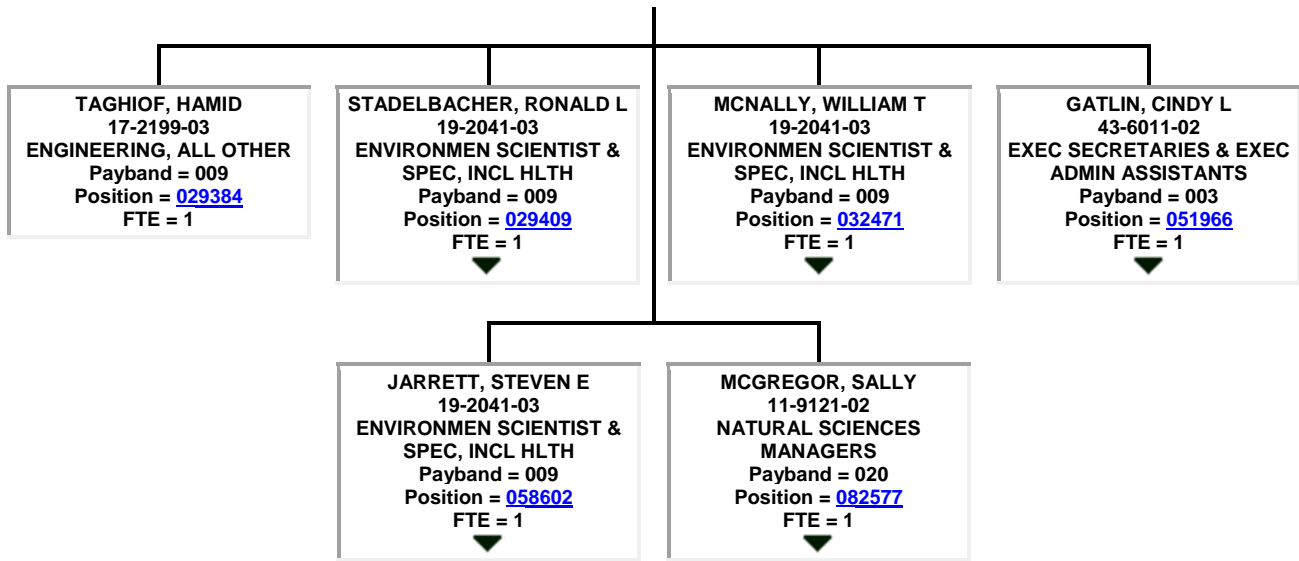 TAGHIOF, HAMID
17-2199-03
ENGINEERING, ALL OTHER
Payband = 009
Position = 029384
FTE = 1
STADELBACHER, RONALD L
19-2041-03
ENVIRONMEN SCIENTIST &
SPEC, INCL HLTH
Payband = 009
Position = 029409
FTE = 1
MCNALLY, WILLIAM T
19-2041-03
ENVIRONMEN SCIENTIST &
SPEC, INCL HLTH
Payband = 009
Position = 032471
FTE = 1
GATLIN, CINDY L
43-6011-02
EXEC SECRETARIES & EXEC
ADMIN ASSISTANTS
Payband = 003
Position = 051966
FTE = 1
JARRETT, STEVEN E
19-2041-03
ENVIRONMEN SCIENTIST &
SPEC, INCL HLTH
Payband = 009
Position = 058602
FTE = 1
MCGREGOR, SALLY
11-9121-02
NATURAL SCIENCES
MANAGERS
Payband = 020
Position = 082577
FTE = 1